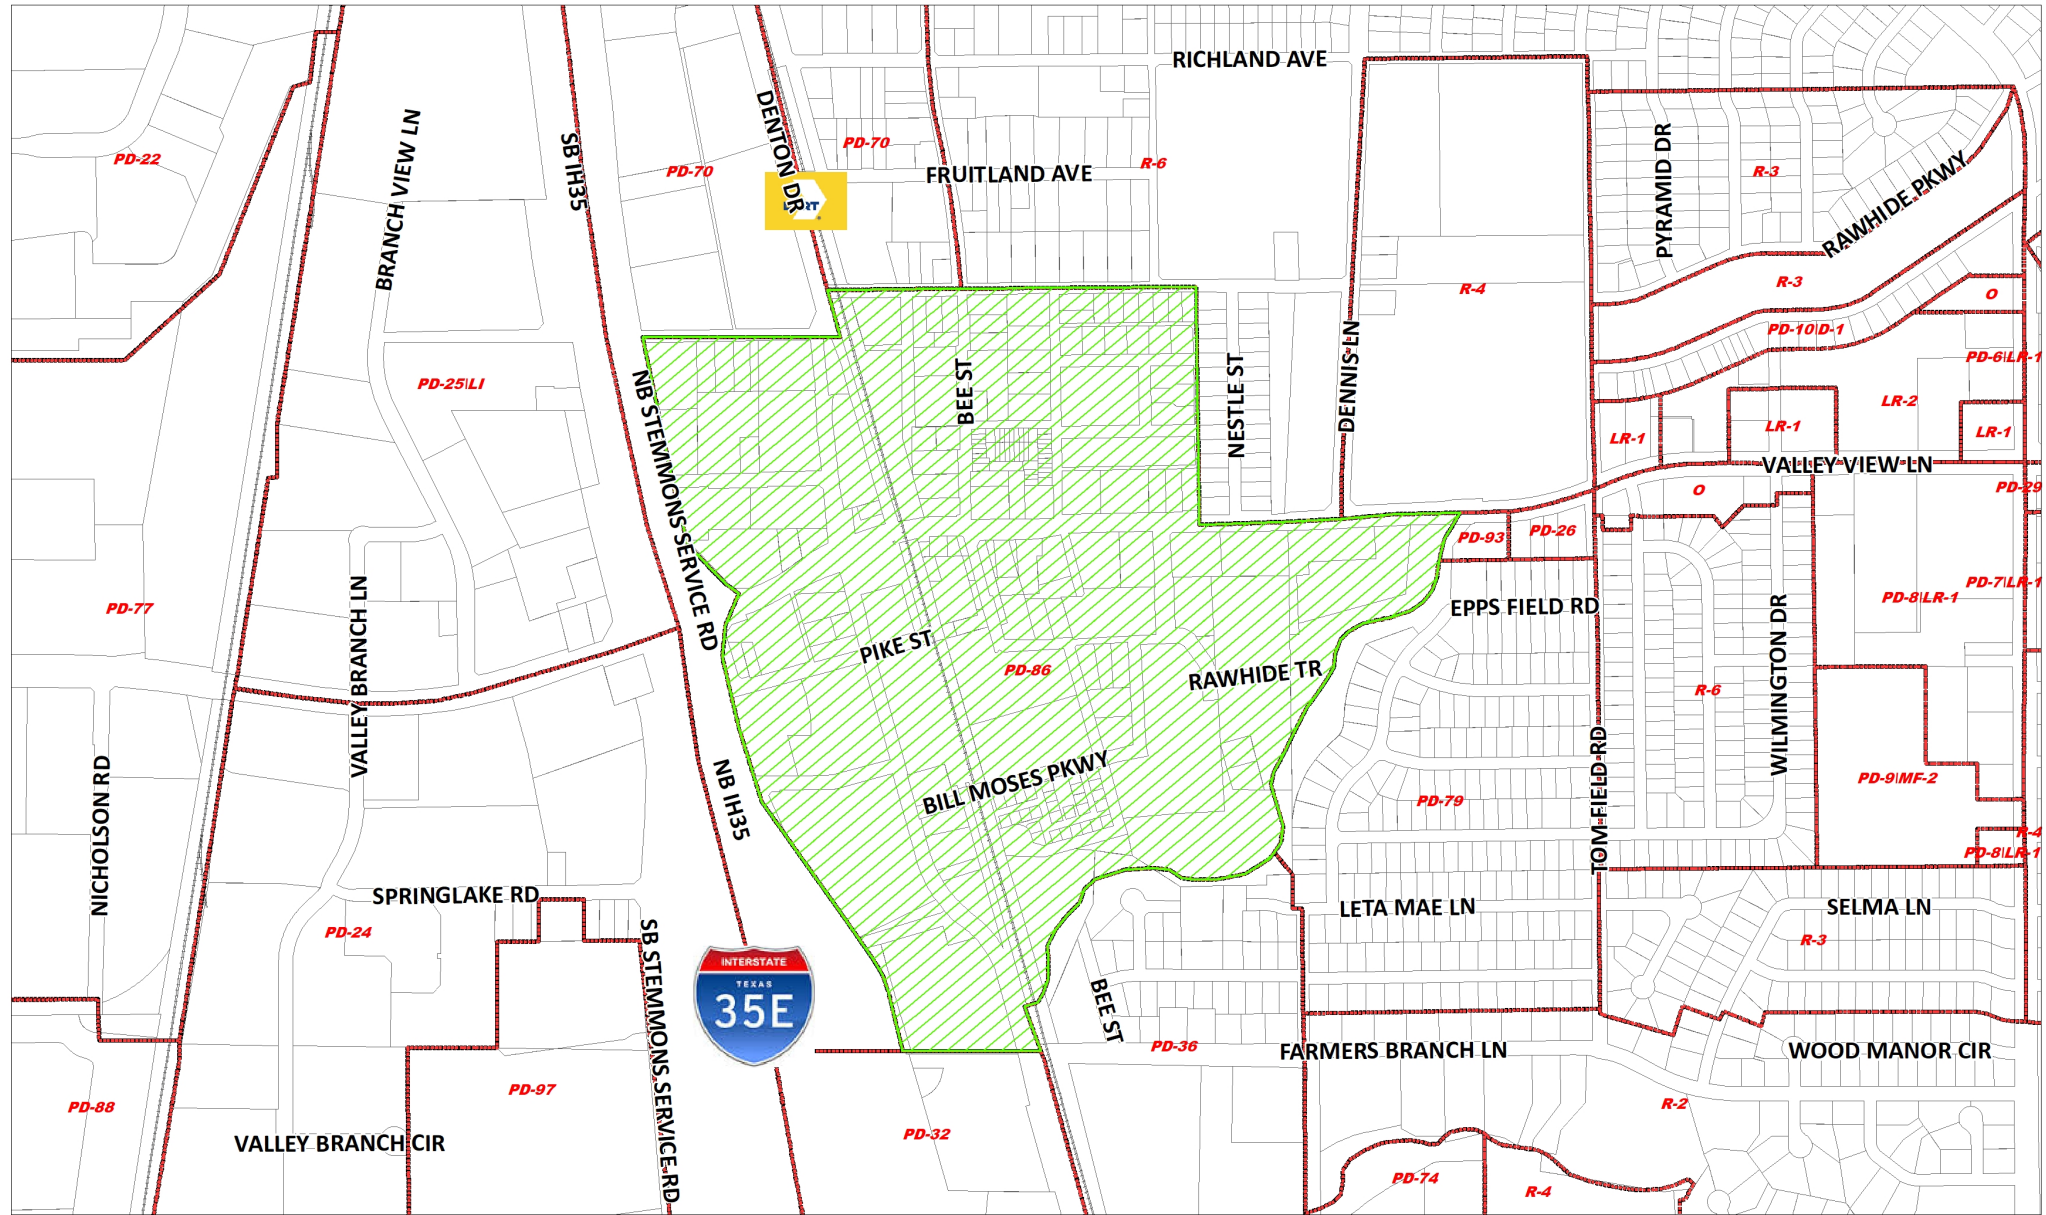 RICHLAND AVE
DENTON DR
PD-70
FRUITLAND AVE
R-6
PD-22
BRANCH VIEW LN
SB IH35
PD-70
PYRAMID DR
R-3
RAWHIDE PKWY
R-4
R-3
O
PD-10\D-1
PD-6\LR-1
PD-25\LI
NB STEMMONS SERVICE RD
BEE ST
NESTLE ST
DENNIS LN
LR-2
LR-1
LR-1
LR-1
VALLEY VIEW LN
O
PD-29
PD-93
PD-26
PD-77
VALLEY BRANCH LN
PIKE ST
PD-86
RAWHIDE TR
EPPS FIELD RD
WILMINGTON DR
PD-8\LR-1
PD-7\LR-1
R-6
NICHOLSON RD
NB IH35
BILL MOSES PKWY
PD-79
TOM FIELD RD
PD-9\MF-2
R-4
PD-8\LR-1
SPRINGLAKE RD
PD-24
SB STEMMONS SERVICE RD
INTERSTATE
TEXAS
35E
BEE ST
LETA MAE LN
SELMA LN
R-3
PD-36
FARMERS BRANCH LN
WOOD MANOR CIR
PD-88
PD-97
R-2
VALLEY BRANCH CIR
PD-32
PD-74
R-4